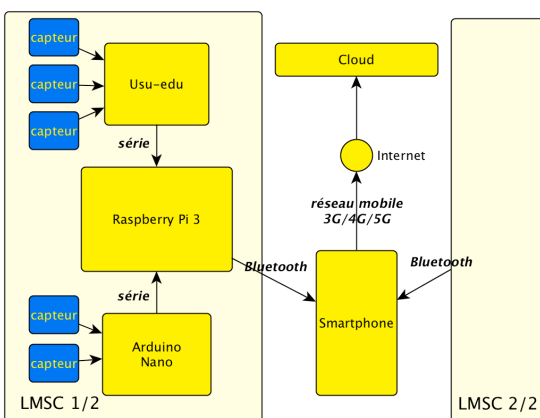 capteur
capteur
capteur
Usu-edu
série
Raspberry Pi 3
série
capteur
capteur
Arduino
Nano
LMSC 1/2
Cloud
Internet
réseau mobile
3G/4G/5G
Bluetooth
Bluetooth
Smartphone
LMSC 2/2